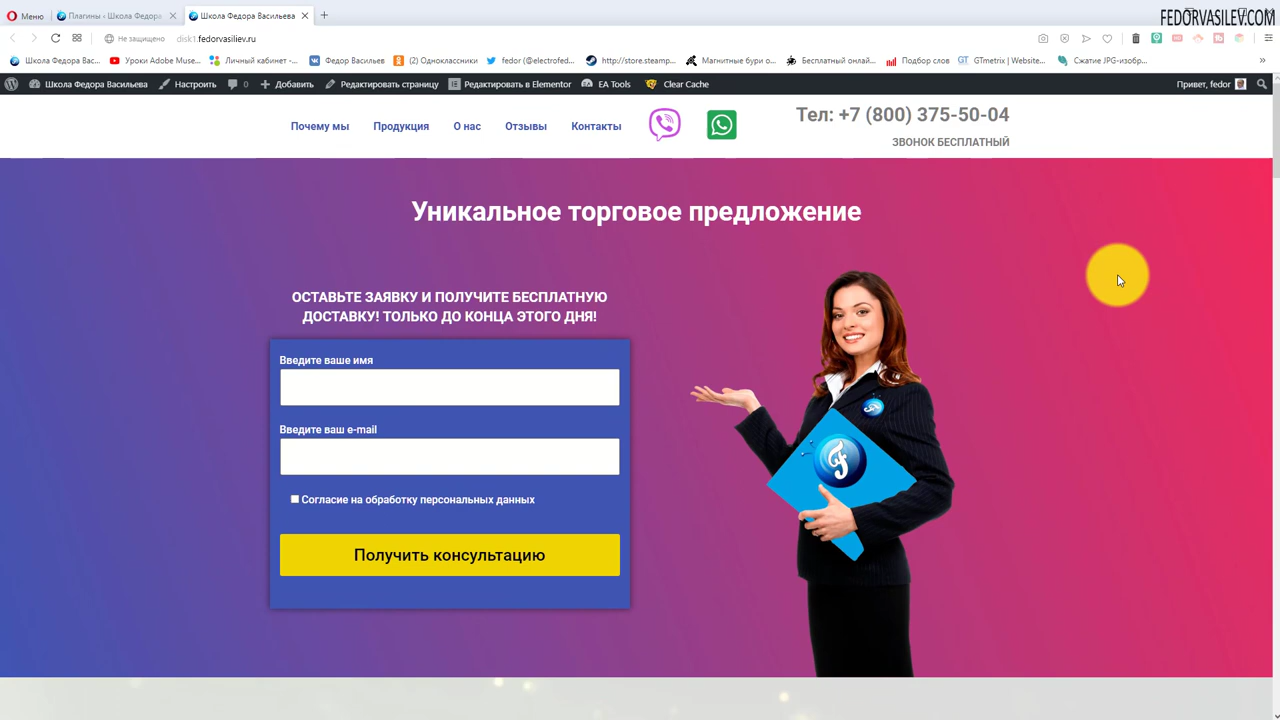 FEDORVASILEV.COM
Меню
Плагины ‹ Школа Федор
Школа Федора Васильева
Не защищено
disk1.fedorvasiliev.ru
Школа Федора Вас...
Уроки Adobe Muse...
Личный кабинет -...
Федор Васильев
(2) Одноклассники
fedor (@electrofed...
http://store.steamp...
Магнитные бури о...
Бесплатный онлай...
Подбор слов
GTmetrix | Website...
Сжатие JPG-изобр...
Школа Федора Васильева
Настроить
0
Добавить
Редактировать страницу
Редактировать в Elementor
EA Tools
Clear Cache
Привет, fedor
Почему мы
Продукция
О нас
Отзывы
Контакты
Тел: +7 (800) 375-50-04
ЗВОНОК БЕСПЛАТНЫЙ
Уникальное торговое предложение
ОСТАВЬТЕ ЗАЯВКУ И ПОЛУЧИТЕ БЕСПЛАТНУЮ
ДОСТАВКУ! ТОЛЬКО ДО КОНЦА ЭТОГО ДНЯ!
Введите ваше имя
Введите ваш e-mail
Согласие на обработку персональных данных
Получить консультацию